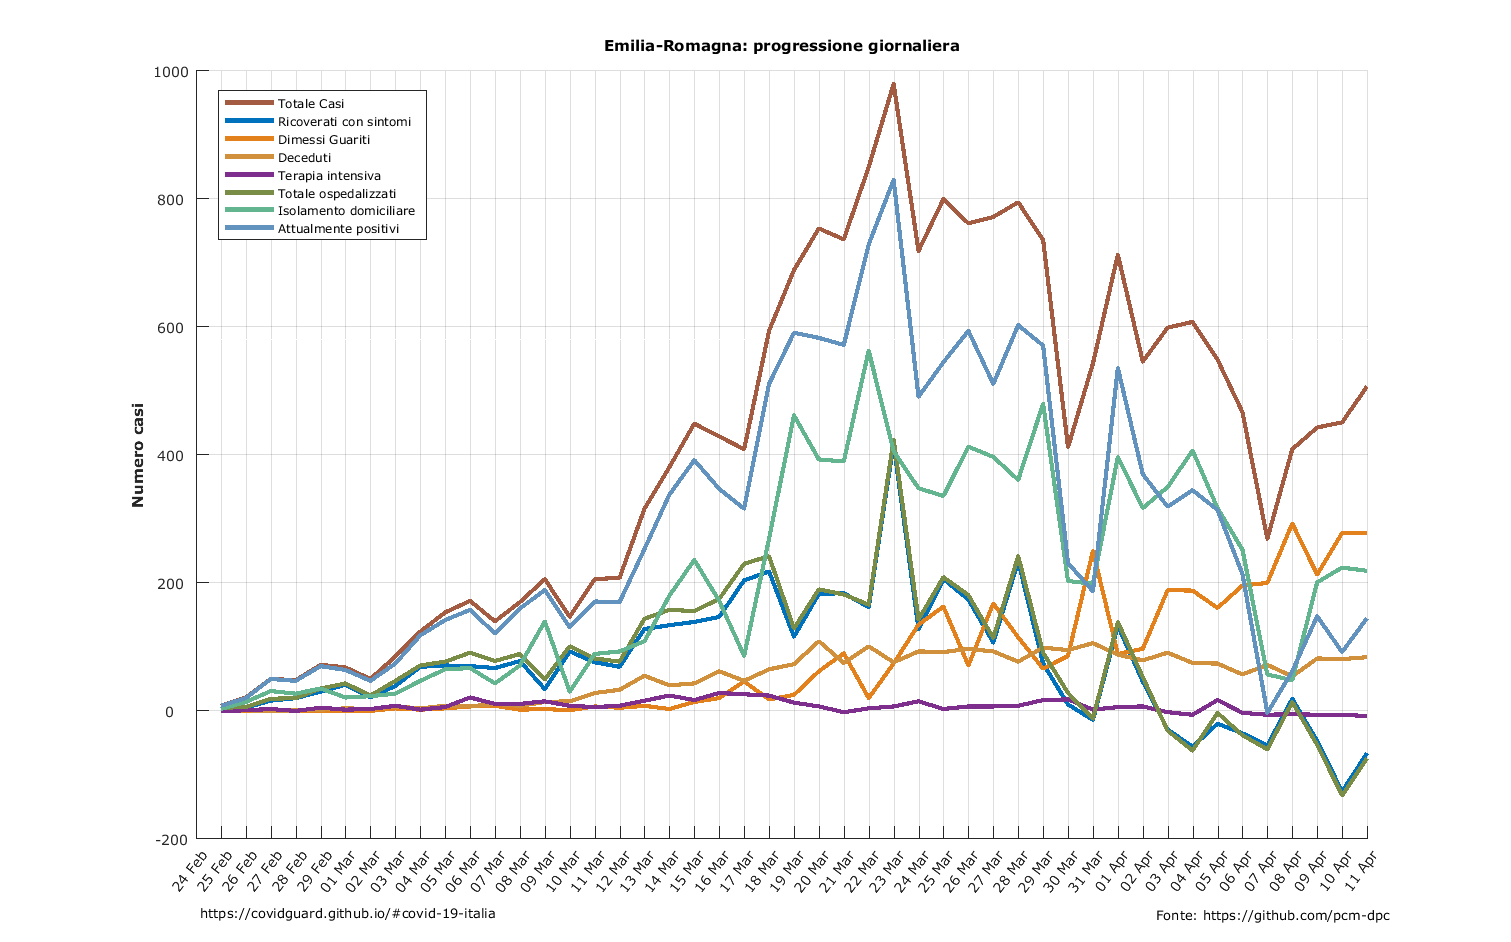 Emilia-Romagna: progressione giornaliera
1000
800
600
400
200
0
-200
Numero casi
Totale Casi
Ricoverati con sintomi
Dimessi Guariti
Deceduti
Terapia intensiva
Totale ospedalizzati
Isolamento domiciliare
Attualmente positivi
24 Feb
25 Feb
26 Feb
27 Feb
28 Feb
29 Feb
01 Mar
02 Mar
03 Mar
04 Mar
05 Mar
06 Mar
07 Mar
08 Mar
09 Mar
10 Mar
11 Mar
12 Mar
13 Mar
14 Mar
15 Mar
16 Mar
17 Mar
18 Mar
19 Mar
20 Mar
21 Mar
22 Mar
23 Mar
24 Mar
25 Mar
26 Mar
27 Mar
28 Mar
29 Mar
30 Mar
31 Mar
01 Apr
02 Apr
03 Apr
04 Apr
05 Apr
06 Apr
07 Apr
08 Apr
09 Apr
10 Apr
11 Apr
https://covidguard.github.io/#covid-19-italia
Fonte: https://github.com/pcm-dpc